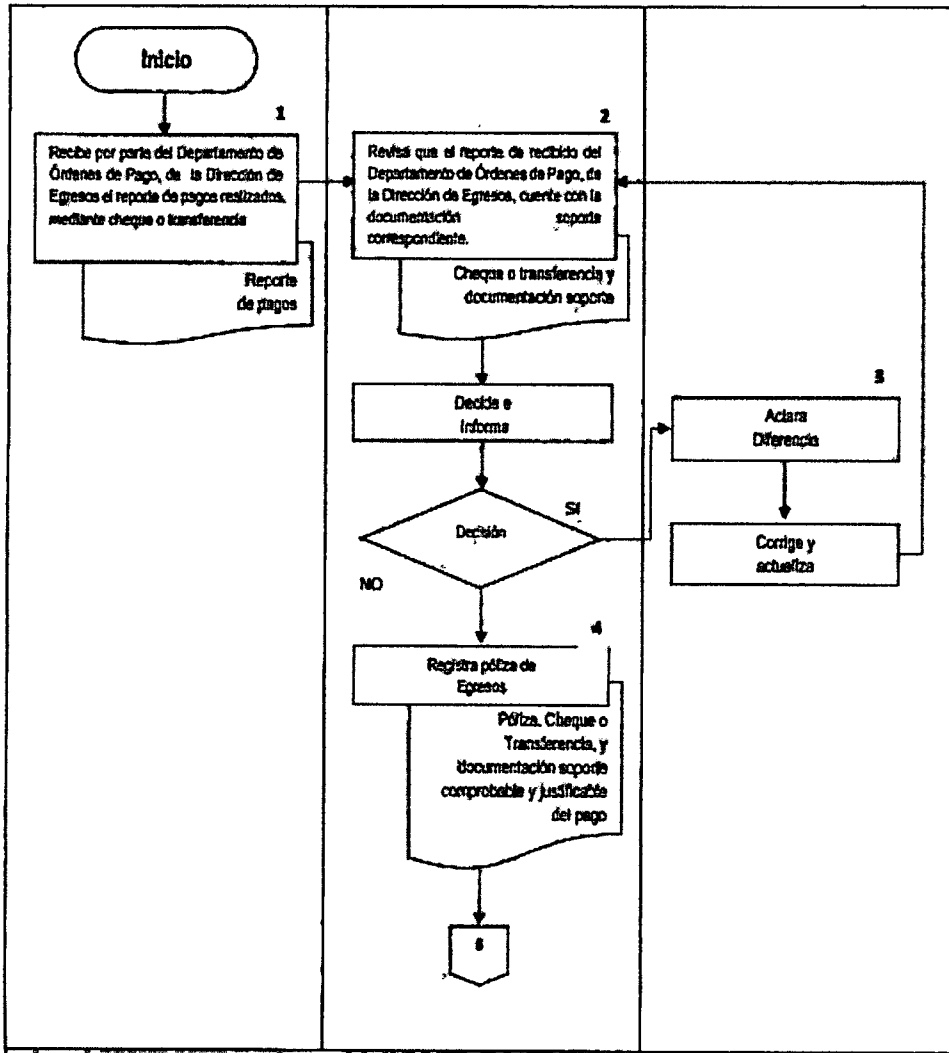 Inicio
1
Recibe por parte del Departamento de
Órdenes de Pago, de la Dirección de
Egresos el reporte de pagos realizados,
mediante cheque o transferencia
Reporte
de pagos
2
Revisa que el reporte de recibido del
Departamento de Órdenes de Pago, de
la Dirección de Egresos, cuente con la
documentación soporte
correspondiente.
Cheque o transferencia y
documentación soporte
Decide e
Informa
Decisión
SI
NO
3
Aclara
Diferencia
Corrige y
actualiza
4
Registra póliza de
Egresos
Póliza, Cheque o
Transferencia, y
documentación soporte
comprobable y justificable
del pago